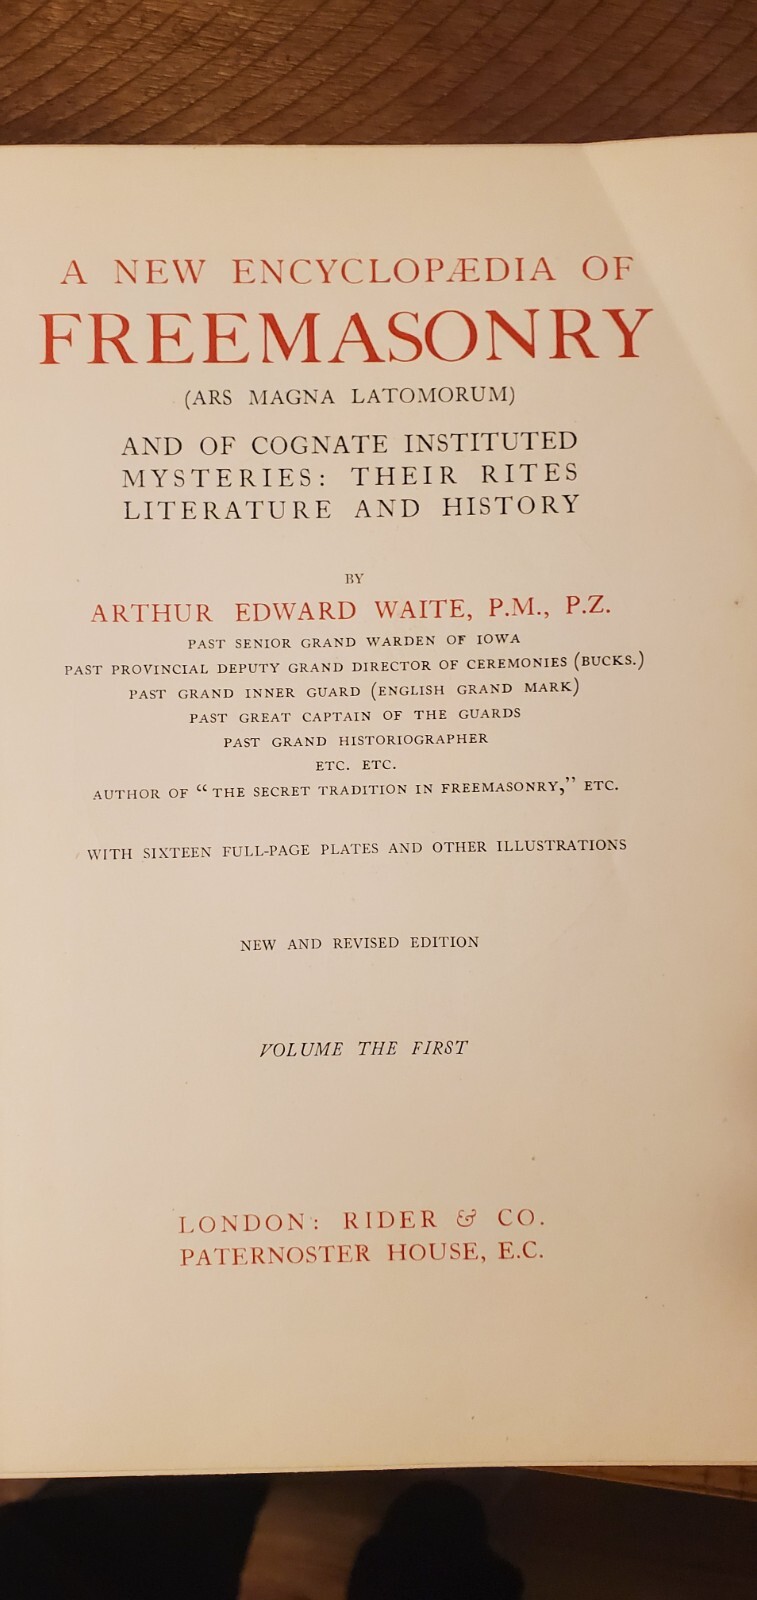 A NEW ENCYCLOPÆDIA OF
FREEMASONRY
(ARS MAGNA LATOMORUM)
AND OF COGNATE INSTITUTED
MYSTERIES: THEIR RITES
LITERATURE AND HISTORY
BY
ARTHUR EDWARD WAITE, P.M., P.Z.
PAST SENIOR GRAND WARDEN OF IOWA
PAST PROVINCIAL DEPUTY GRAND DIRECTOR OF CEREMONIES (BUCKS.)
PAST GRAND INNER GUARD (ENGLISH GRAND MARK)
PAST GREAT CAPTAIN OF THE GUARDS
PAST GRAND HISTORIOGRAPHER
ETC. ETC.
AUTHOR OF “THE SECRET TRADITION IN FREEMASONRY,” ETC.
WITH SIXTEEN FULL-PAGE PLATES AND OTHER ILLUSTRATIONS
NEW AND REVISED EDITION
VOLUME THE FIRST
LONDON: RIDER & CO.
PATERNOSTER HOUSE, E.C.